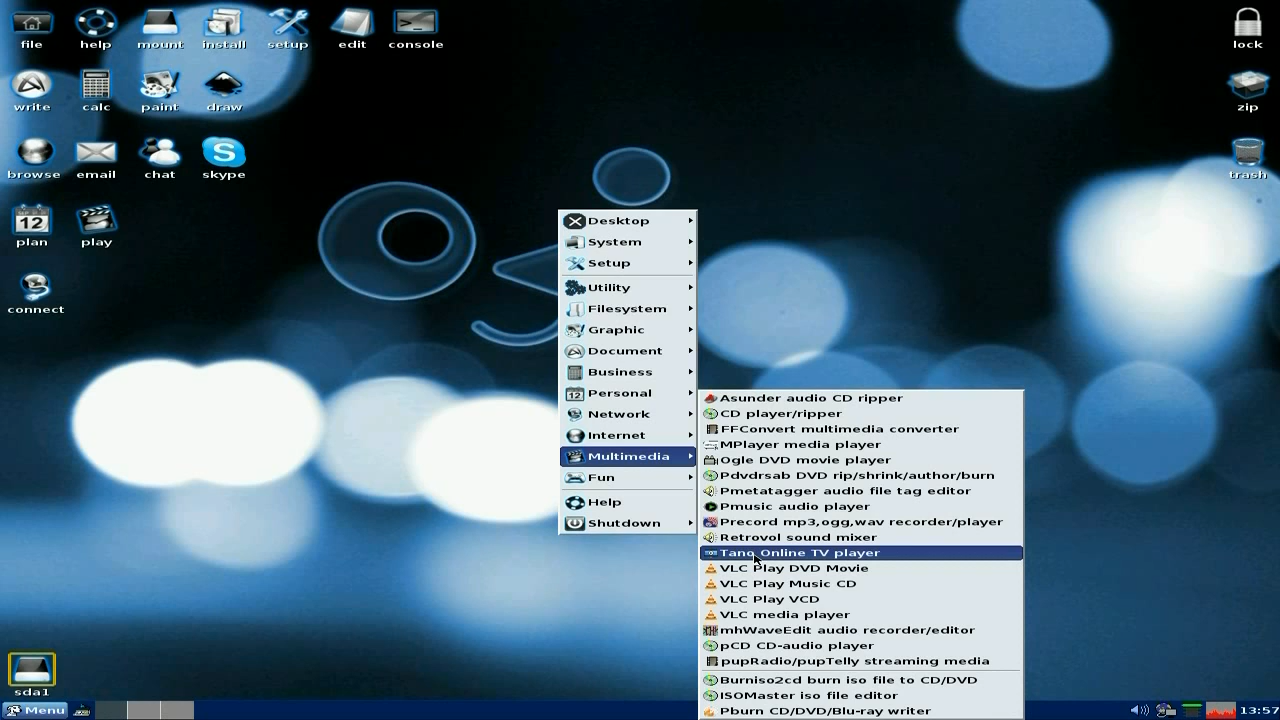 file help mount install setup edit console lock
write calc paint draw zip
browse email chat skype trash
plan play
connect
Desktop
System
Setup
Utility
Filesystem
Graphic
Document
Business
Personal
Network
Internet
Multimedia
Fun
Help
Shutdown
Asunder audio CD ripper
CD player/ripper
FFConvert multimedia converter
MPlayer media player
Ogle DVD movie player
Pdvdrsab DVD rip/shrink/author/burn
Pmetatagger audio file tag editor
Pmusic audio player
Precord mp3,ogg,wav recorder/player
Retrovol sound mixer
Tano Online TV player
VLC Play DVD Movie
VLC Play Music CD
VLC Play VCD
VLC media player
mhWaveEdit audio recorder/editor
pCD CD-audio player
pupRadio/pupTelly streaming media
Burniso2cd burn iso file to CD/DVD
ISOMaster iso file editor
Pburn CD/DVD/Blu-ray writer
sda1
Menu 13:57